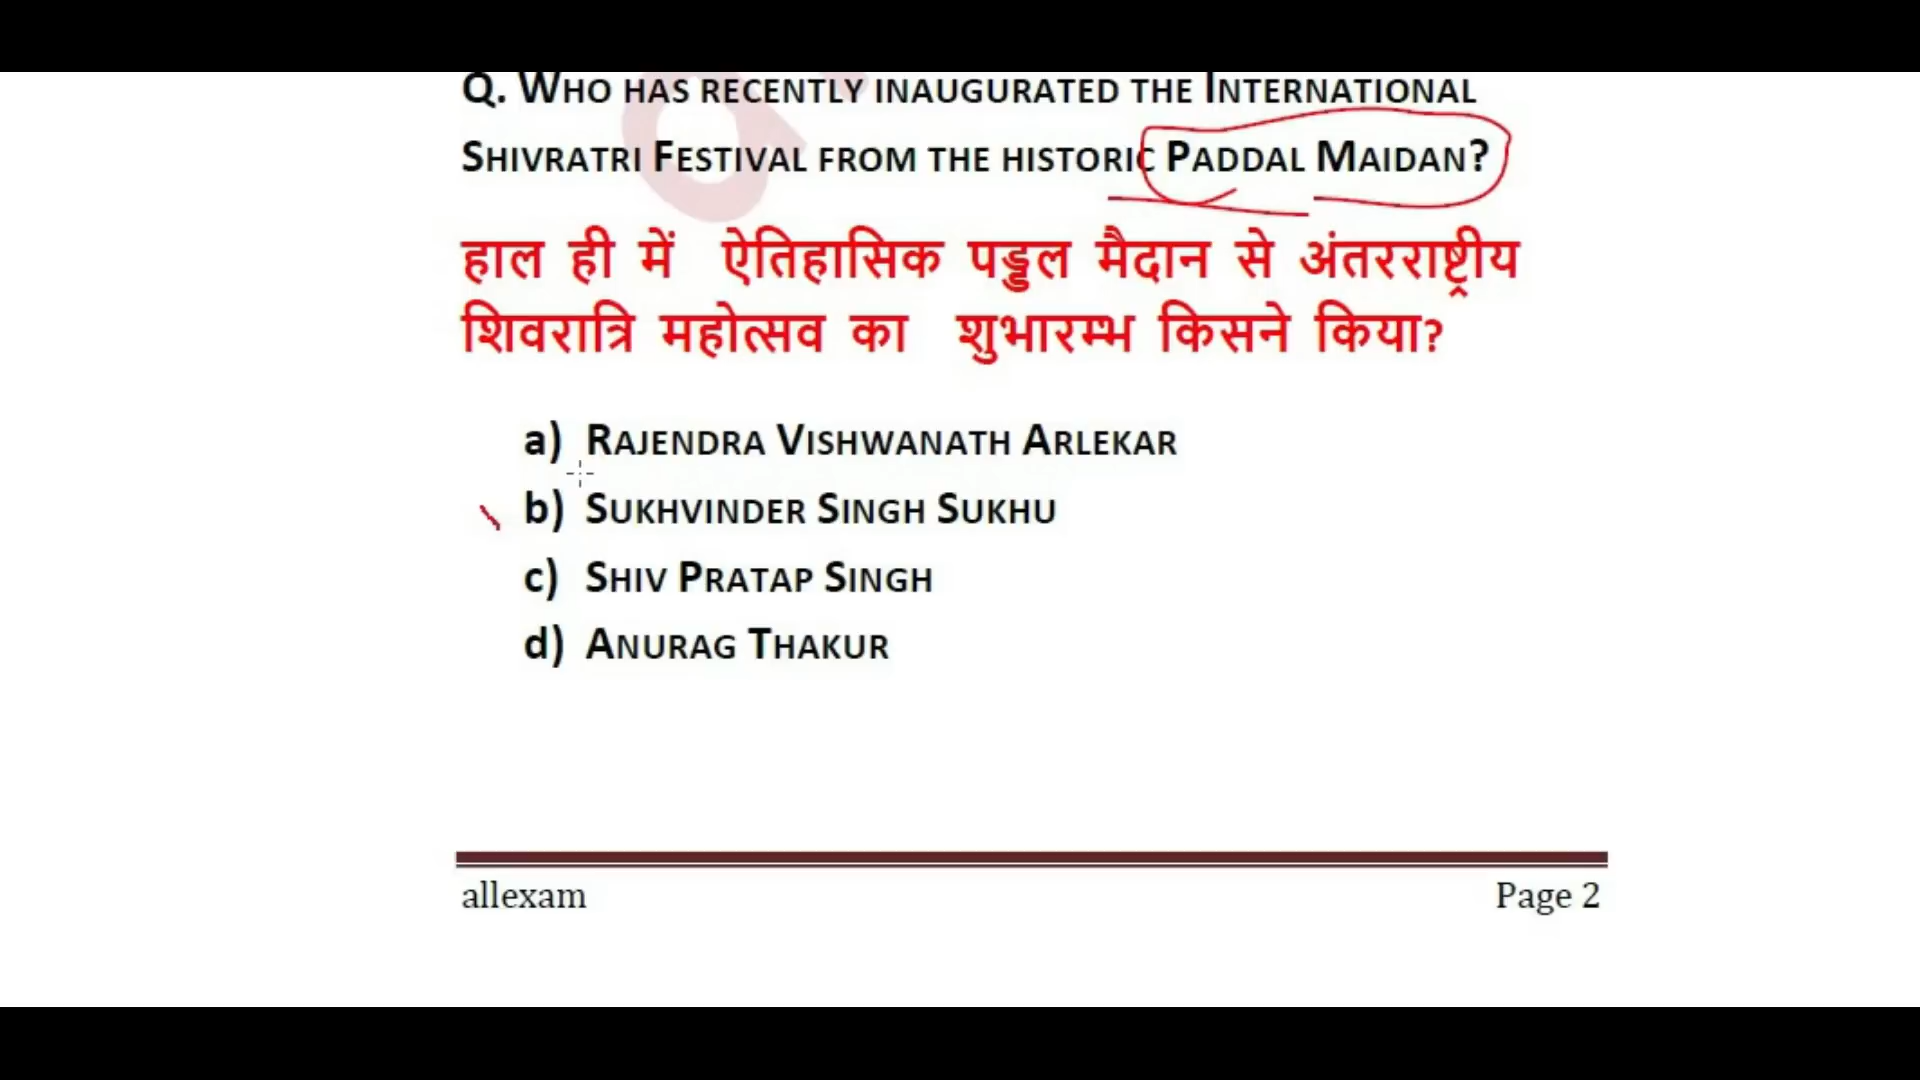 Q. WHO HAS RECENTLY INAUGURATED THE INTERNATIONAL
SHIVRATRI FESTIVAL FROM THE HISTORIC PADDAL MAIDAN?
हाल ही में ऐतिहासिक पड्डल मैदान से अंतरराष्ट्रीय
शिवरात्रि महोत्सव का शुभारम्भ किसने किया?
a) RAJENDRA VISHWANATH ARLEKAR
b) SUKHVINDER SINGH SUKHU
c) SHIV PRATAP SINGH
d) ANURAG THAKUR
allexam
Page 2